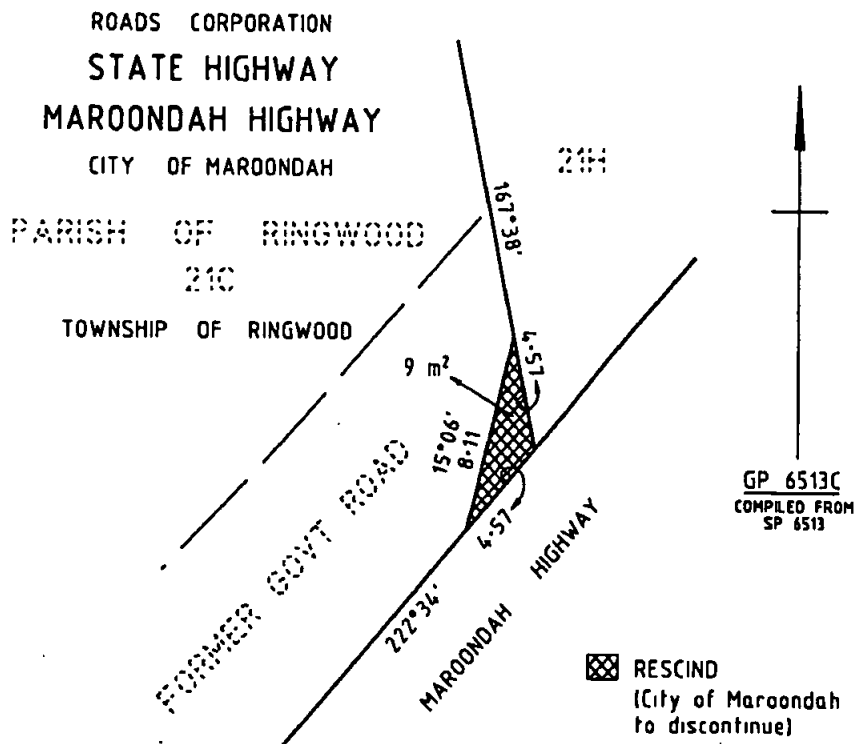 ROADS CORPORATION
STATE HIGHWAY
MAROONDAH HIGHWAY
CITY OF MAROONDAH
PARISH OF RINGWOOD
21C
TOWNSHIP OF RINGWOOD
21H
167°38'
4·57
9 m²
15°06'
8·11
4·57
FORMER GOVT ROAD
222°34'
MAROONDAH HIGHWAY
GP 6513C
COMPILED FROM
SP 6513
RESCIND
(City of Maroondah
to discontinue)